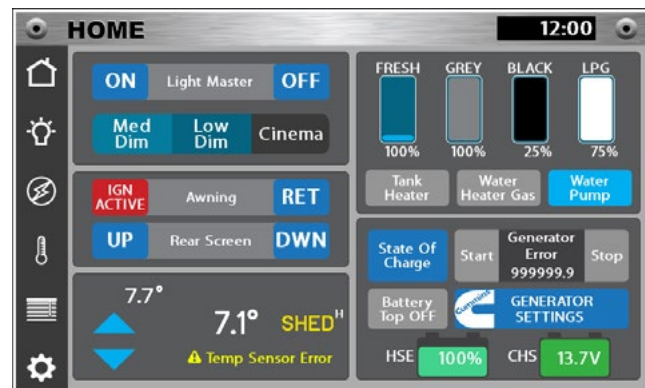 HOME
12:00
ON Light Master OFF
Med Dim
Low Dim
Cinema
IGN ACTIVE
Awning
RET
UP Rear Screen DWN
7.7°
7.1° SHED H
Temp Sensor Error
FRESH GREY BLACK LPG
100% 100% 25% 75%
Tank Heater
Water Heater Gas
Water Pump
State Of Charge
Start
Generator Error
999999.9
Stop
Battery Top OFF
Cummins
GENERATOR SETTINGS
HSE 100% CHS 13.7V